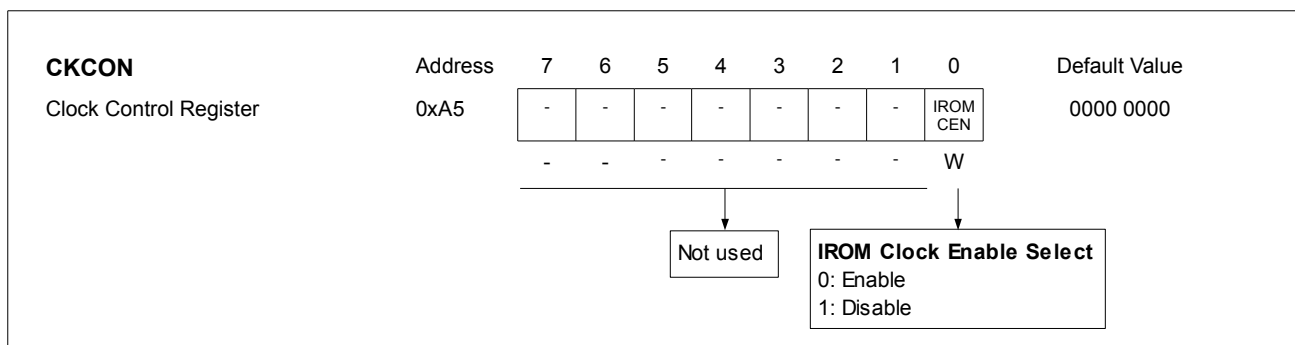 CKCON Address 7 6 5 4 3 2 1 0 Default Value
Clock Control Register 0xA5 - - - - - - - IROM CEN 0000 0000
- - - - - - - W
Not used
IROM Clock Enable Select
0: Enable
1: Disable